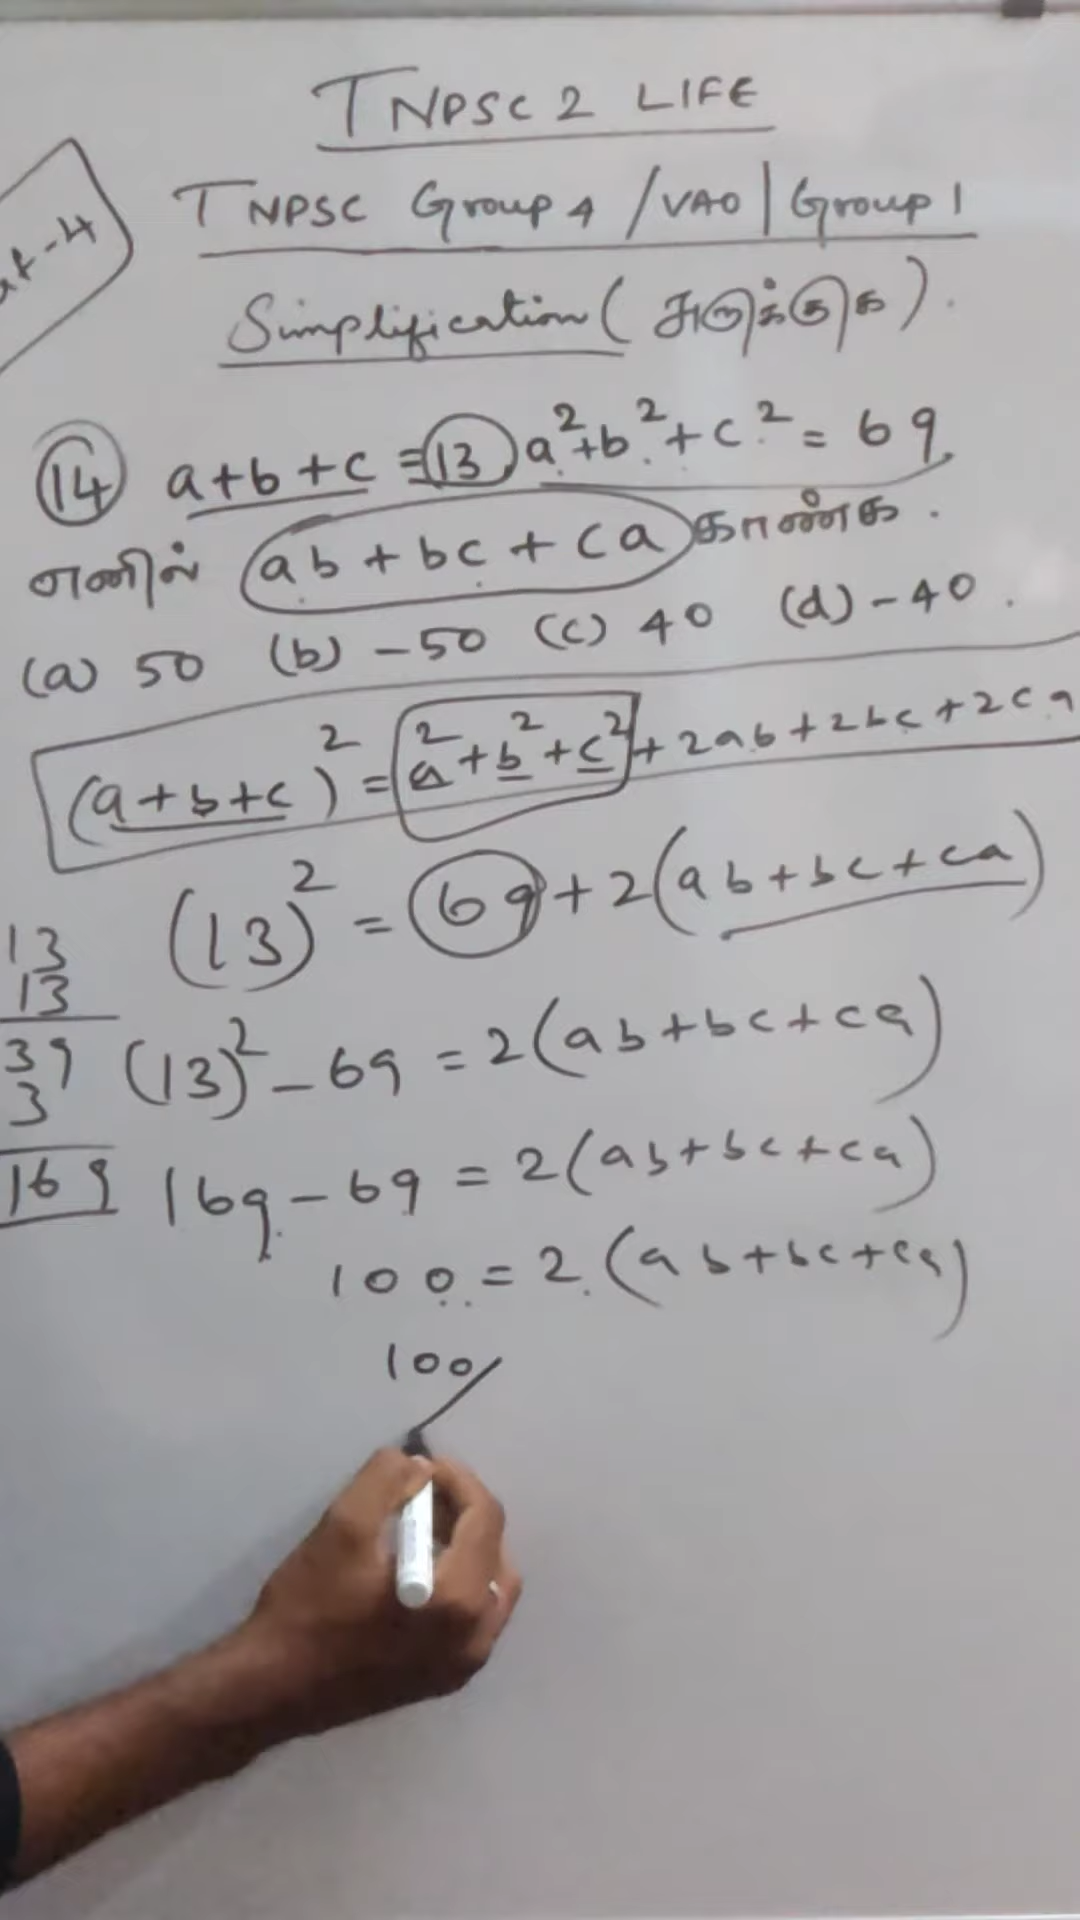 TNPSC 2 LIFE
TNPSC Group 4 / VAO | Group 1
Simplification ( சுருக்குக ).
14 a+b+c = 13 a²+b²+c² = 69.
எனில் ab + bc + ca காண்க.
(a) 50 (b) -50 (c) 40 (d) -40.
(a+b+c)² = a²+b²+c²+2ab+2bc+2ca
(13)² = 69+2(ab+bc+ca)
13
13
39
3
169
(13)²-69 = 2(ab+bc+ca)
169-69 = 2(ab+bc+ca)
100 = 2 (ab+bc+ca)
100/